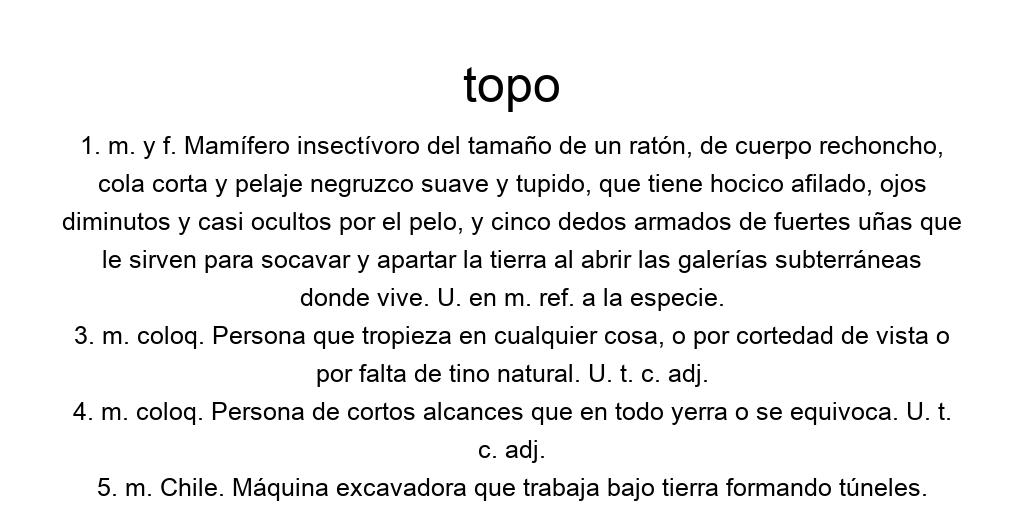 topo
1. m. y f. Mamífero insectívoro del tamaño de un ratón, de cuerpo rechoncho,
cola corta y pelaje negruzco suave y tupido, que tiene hocico afilado, ojos
diminutos y casi ocultos por el pelo, y cinco dedos armados de fuertes uñas que
le sirven para socavar y apartar la tierra al abrir las galerías subterráneas
donde vive. U. en m. ref. a la especie.
3. m. coloq. Persona que tropieza en cualquier cosa, o por cortedad de vista o
por falta de tino natural. U. t. c. adj.
4. m. coloq. Persona de cortos alcances que en todo yerra o se equivoca. U. t.
c. adj.
5. m. Chile. Máquina excavadora que trabaja bajo tierra formando túneles.